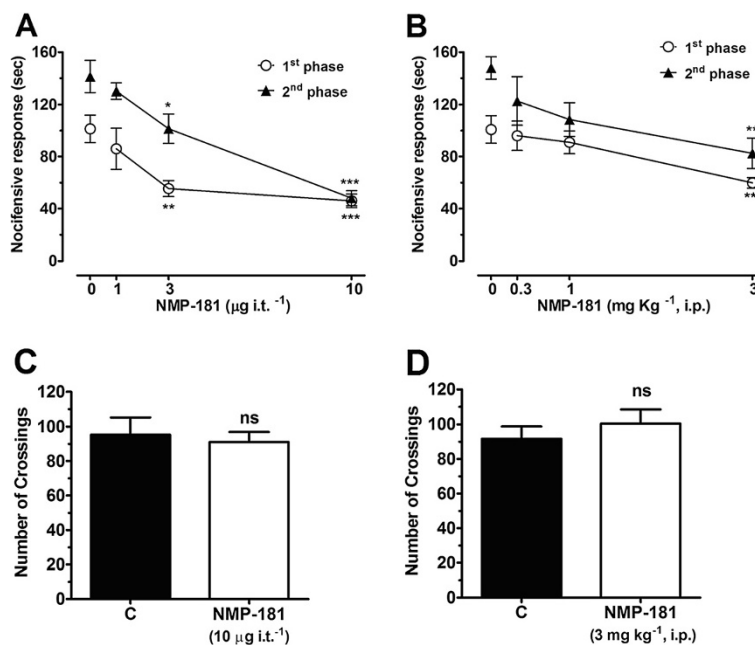 A
160
120
80
40
0
Nocifensive response (sec)
1st phase
2nd phase
*
**
***
***
0 1 3 10
NMP-181 (µg i.t. -1)
B
160
120
80
40
0
Nocifensive response (sec)
1st phase
2nd phase
**
**
0 0.3 1 3
NMP-181 (mg Kg -1, i.p.)
C
120
100
80
60
40
20
0
Number of Crossings
ns
C NMP-181
(10 µg i.t.-1)
D
120
100
80
60
40
20
0
Number of Crossings
ns
C NMP-181
(3 mg kg-1, i.p.)